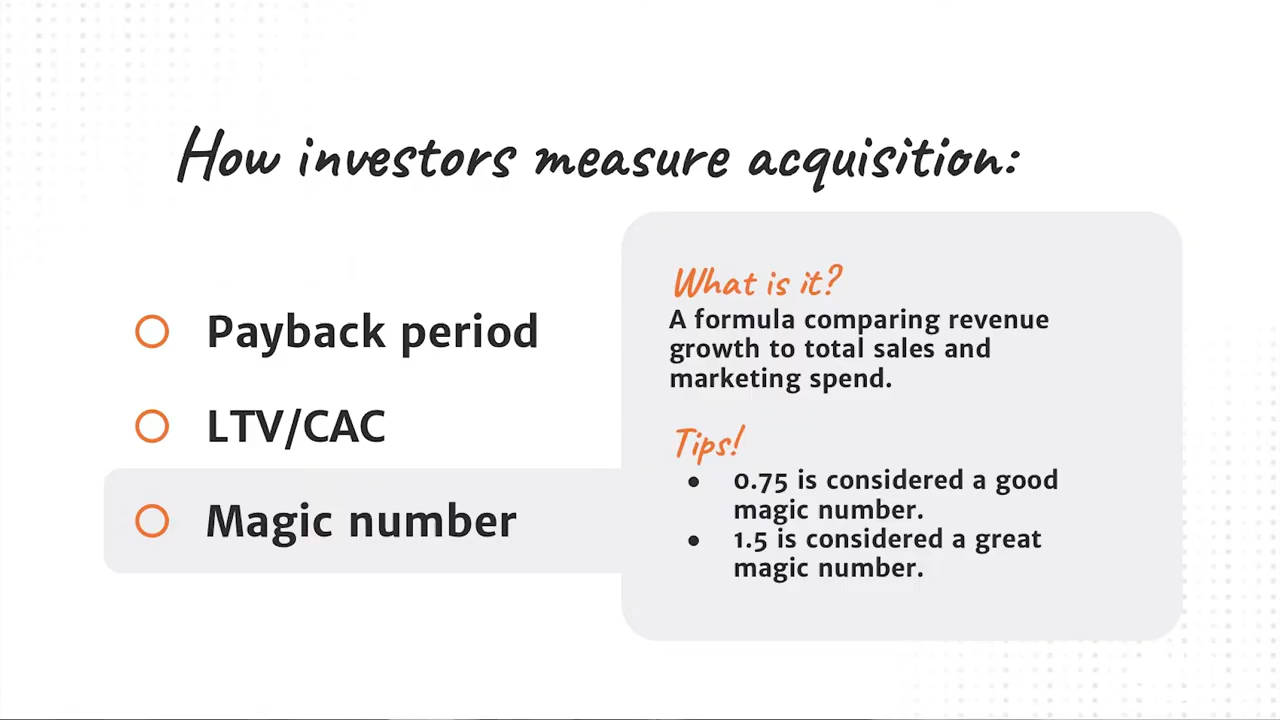 How investors measure acquisition:
Payback period
LTV/CAC
Magic number
What is it?
A formula comparing revenue
growth to total sales and
marketing spend.
Tips!
• 0.75 is considered a good
magic number.
• 1.5 is considered a great
magic number.